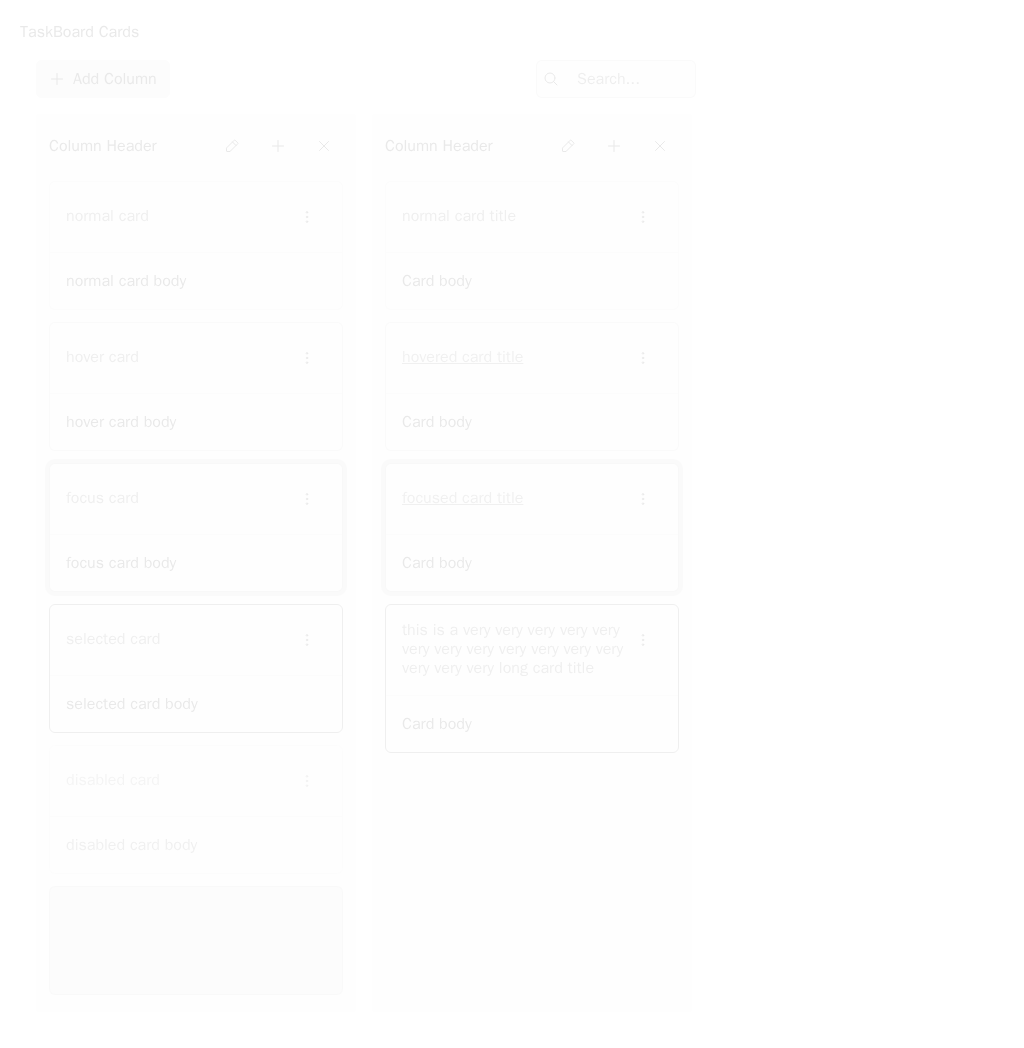 TaskBoard Cards
Add Column
Search...
Column Header
normal card
normal card body
hover card
hover card body
focus card
focus card body
selected card
selected card body
disabled card
disabled card body
Column Header
normal card title
Card body
hovered card title
Card body
focused card title
Card body
this is a very very very very very
very very very very very very very
very very very long card title
Card body